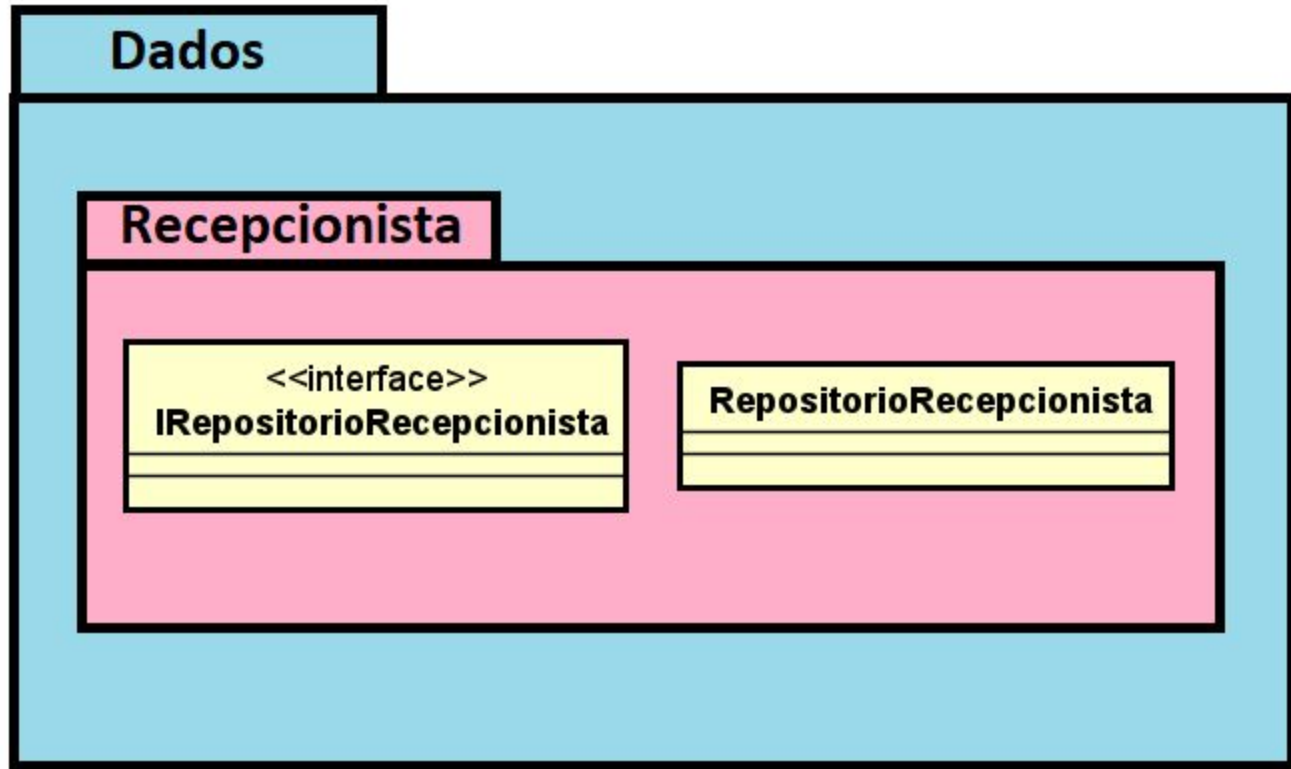 Dados
Recepcionista
<<interface>>
IRepositorioRecepcionista
RepositorioRecepcionista